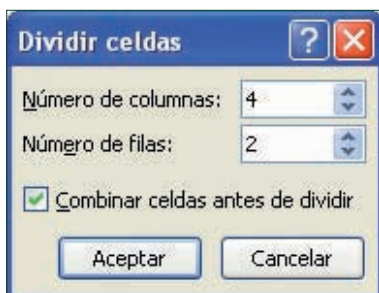 Dividir celdas
Número de columnas: 4
Número de filas: 2
Combinar celdas antes de dividir
Aceptar Cancelar